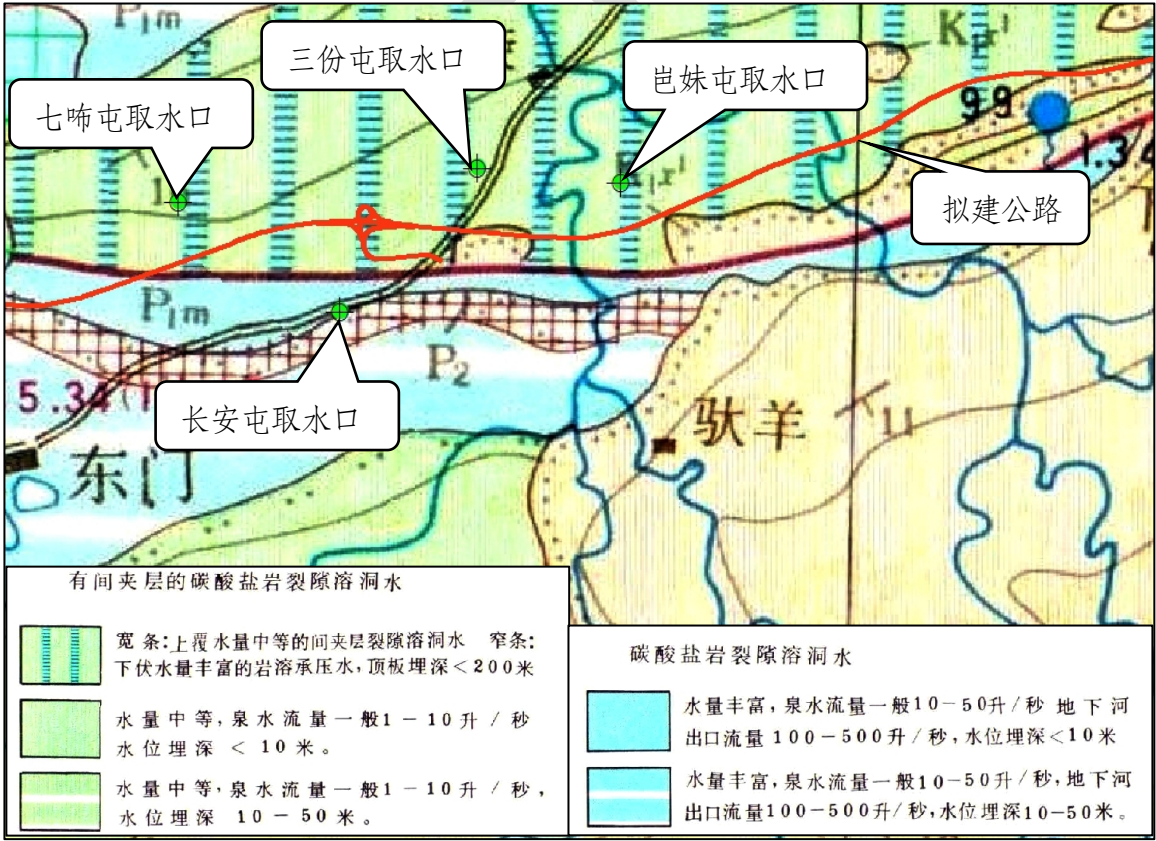 P₁m
三份屯取水口
岜妹屯取水口
K₁x¹
七咘屯取水口
99
1.34
K₁x¹
拟建公路
P₁m
P₂
5.34
长安屯取水口
驮羊
11
东门
有间夹层的碳酸盐岩裂隙溶洞水
宽条:上覆水量中等的间夹层裂隙溶洞水 窄条:
下伏水量丰富的岩溶承压水,顶板埋深<200米
水量中等,泉水流量一般1-10升/秒
水位埋深 < 10 米。
水量中等,泉水流量一般1-10升/秒,
水位埋深 10-50 米。
碳酸盐岩裂隙溶洞水
水量丰富,泉水流量一般10-50升/秒 地下河
出口流量100-500升/秒,水位埋深<10米
水量丰富,泉水流量一般10-50升/秒,地下河
出口流量100-500升/秒,水位埋深10-50米。